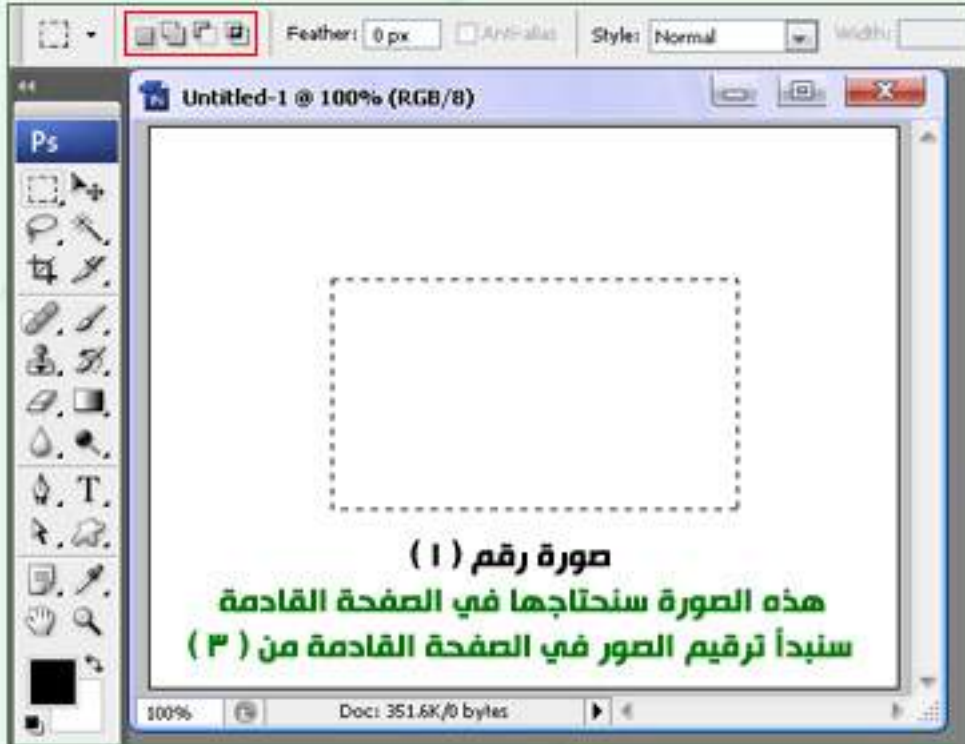 Feather: 0 px Anti-alias Style: Normal Width:
Untitled-1 @ 100% (RGB/8)
Ps
صورة رقم ( ١ )
هذه الصورة سنحتاجها في الصفحة القادمة
سنبدأ ترقيم الصور في الصفحة القادمة من ( ٣ )
100% Doc: 351.6K/0 bytes